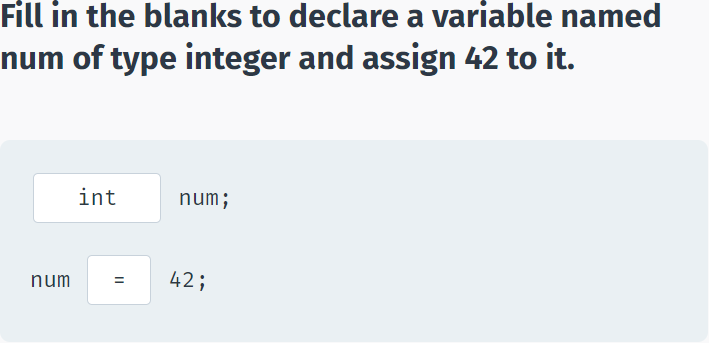 Fill in the blanks to declare a variable named
num of type integer and assign 42 to it.
int num;
num = 42;